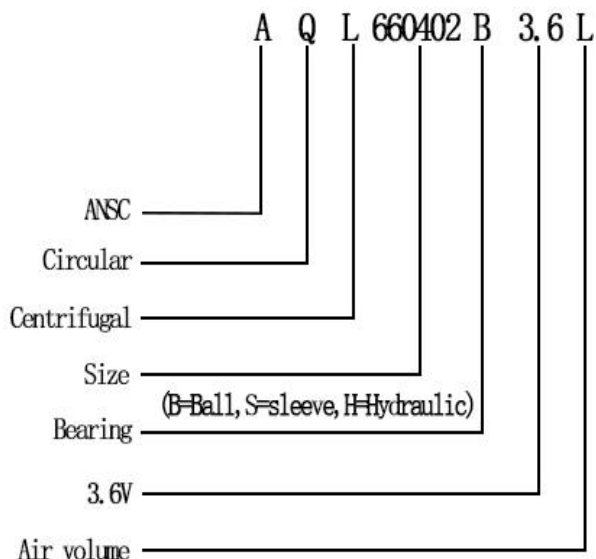 A Q L 660402 B 3.6 L
ANSC
Circular
Centrifugal
Size
(B=Ball, S=sleeve, H=Hydraulic)
Bearing
3.6V
Air volume